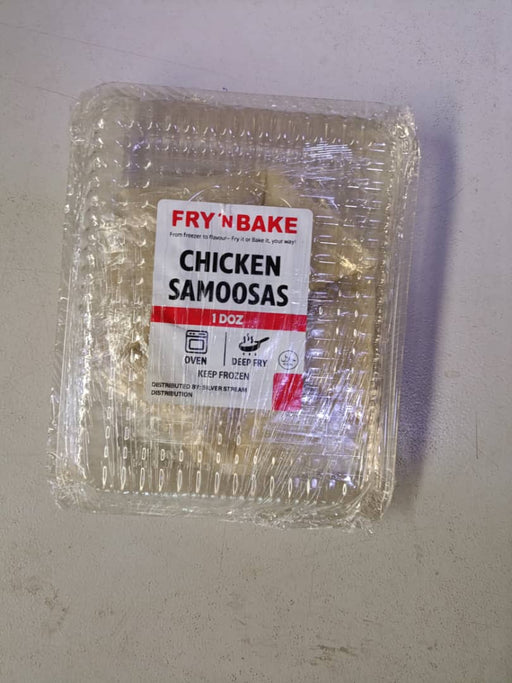 FRY 'N BAKE
From freezer to flavour– Fry it or Bake it, your way!
CHICKEN
SAMOOSAS
1 DOZ
OVEN
DEEP FRY
KEEP FROZEN
DISTRIBUTED BY: SILVER STREAM
DISTRIBUTION